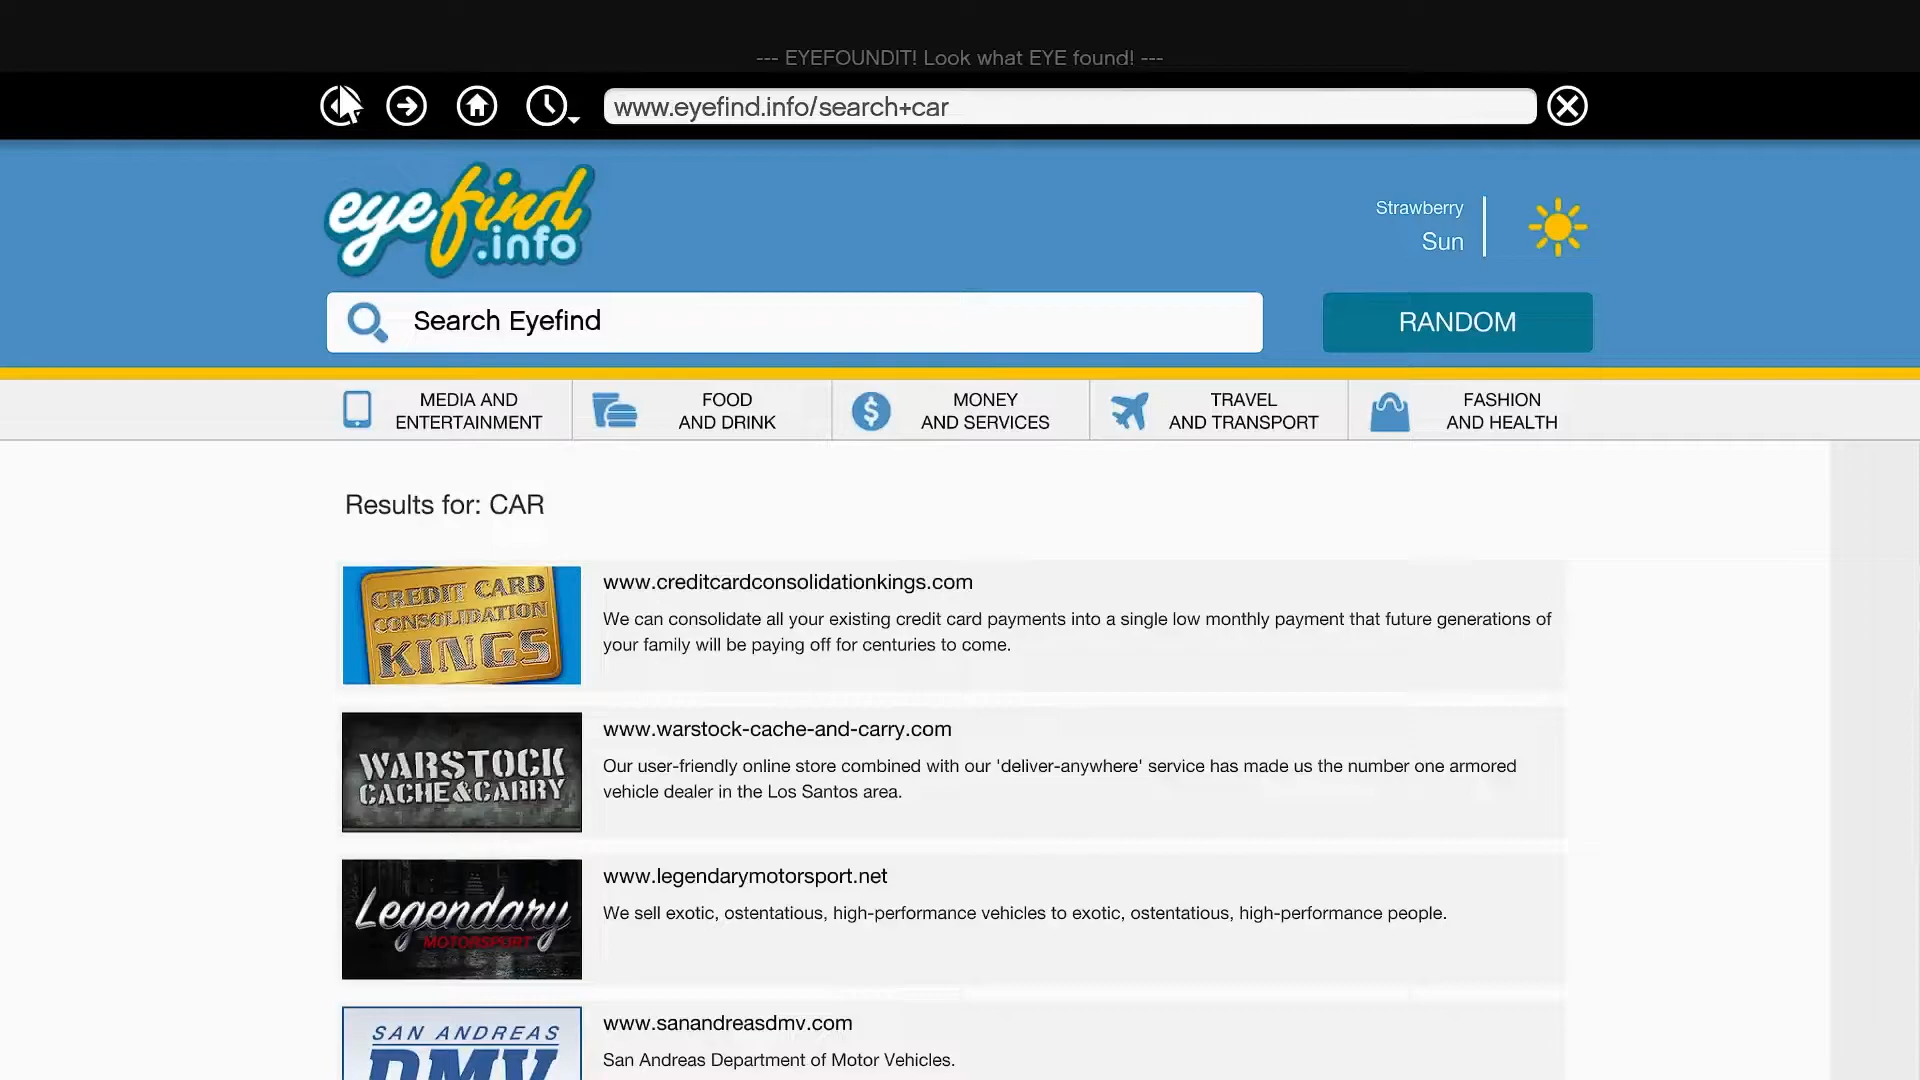 --- EYEFOUNDIT! Look what EYE found! ---
www.eyefind.info/search+car
eyefind
.info
Strawberry
Sun
Search Eyefind
RANDOM
MEDIA AND
ENTERTAINMENT
FOOD
AND DRINK
MONEY
AND SERVICES
TRAVEL
AND TRANSPORT
FASHION
AND HEALTH
Results for: CAR
CREDIT CARD
CONSOLIDATION
KINGS
www.creditcardconsolidationkings.com
We can consolidate all your existing credit card payments into a single low monthly payment that future generations of
your family will be paying off for centuries to come.
WARSTOCK
CACHE&CARRY
www.warstock-cache-and-carry.com
Our user-friendly online store combined with our 'deliver-anywhere' service has made us the number one armored
vehicle dealer in the Los Santos area.
Legendary
MOTORSPORT
www.legendarymotorsport.net
We sell exotic, ostentatious, high-performance vehicles to exotic, ostentatious, high-performance people.
SAN ANDREAS
DMV
www.sanandreasdmv.com
San Andreas Department of Motor Vehicles.